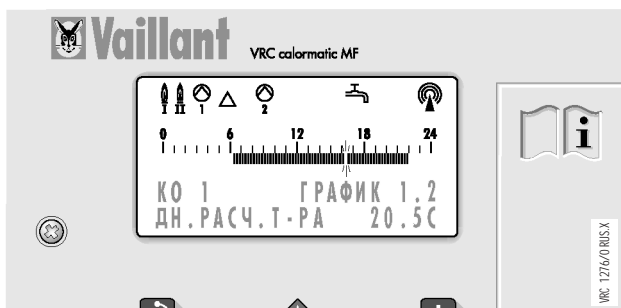 Vaillant
VRC calormatic MF
I II 1 2
0 6 12 18 24
КО 1 ГРАФИК 1.2
ДН.РАСЧ.Т-РА 20.5С
i
VRC 1276/0 RUS.X